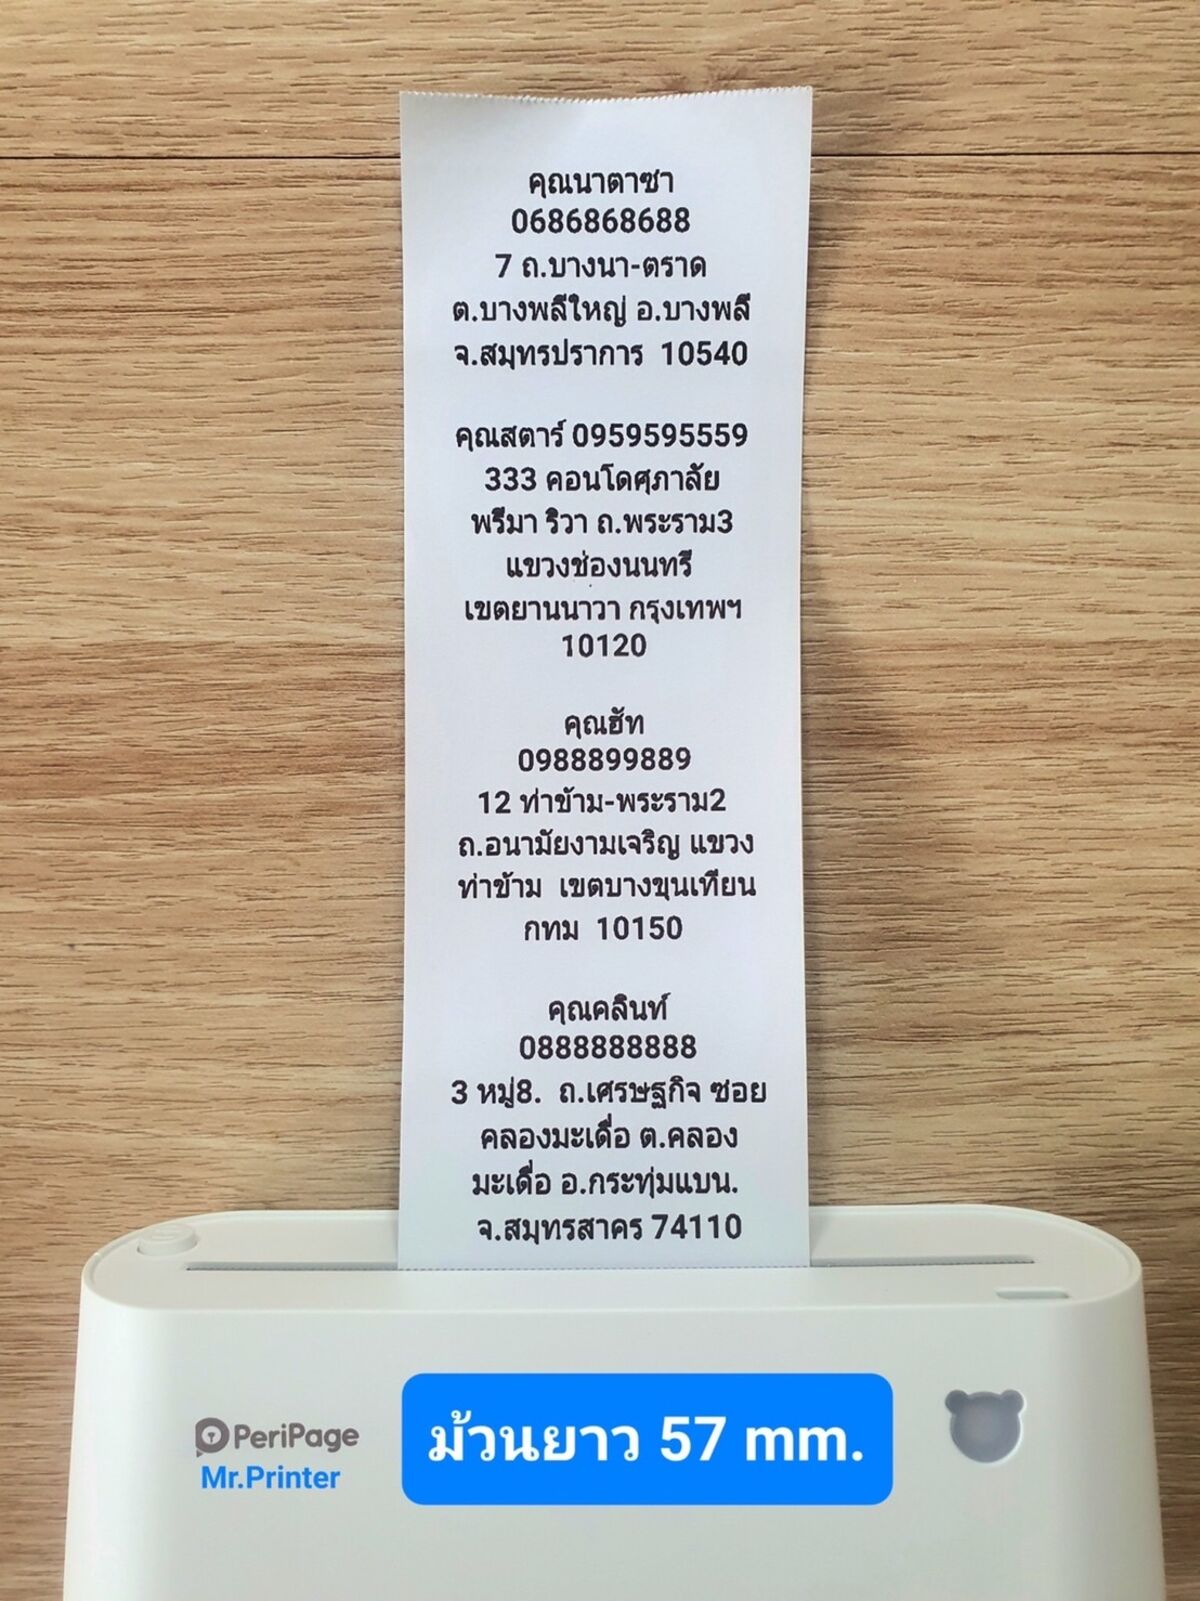 คุณนาตาซา
0686868688
7 ถ.บางนา-ตราด
ต.บางพลีใหญ่ อ.บางพลี
จ.สมุทรปราการ 10540
คุณสตาร์ 0959595559
333 คอนโดศุภาลัย
พรีมา ริวา ถ.พระราม3
แขวงช่องนนทรี
เขตยานนาวา กรุงเทพฯ
10120
คุณฮัท
0988899889
12 ท่าข้าม-พระราม2
ถ.อนามัยงามเจริญ แขวง
ท่าข้าม เขตบางขุนเทียน
กทม 10150
คุณคลินท์
0888888888
3 หมู่8. ถ.เศรษฐกิจ ซอย
คลองมะเดื่อ ต.คลอง
มะเดื่อ อ.กระทุ่มแบน.
จ.สมุทรสาคร 74110
PeriPage
Mr.Printer
ม้วนยาว 57 mm.